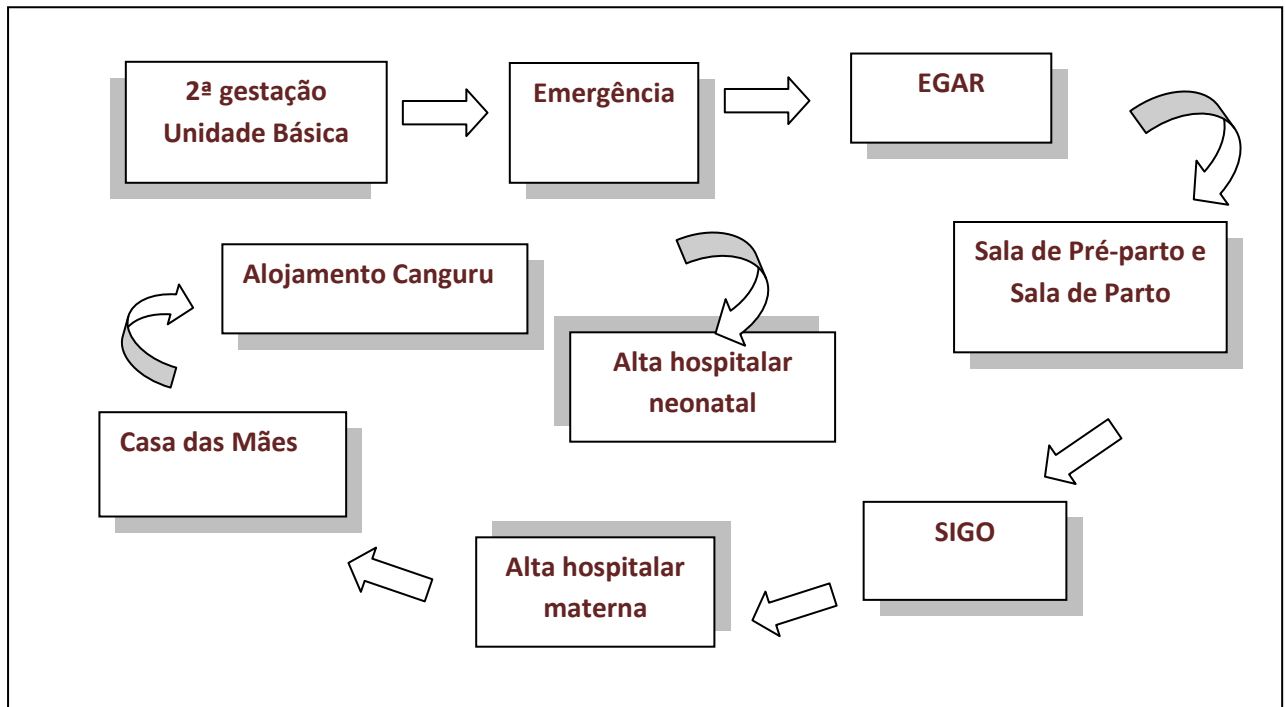 2ª gestação
Unidade Básica
Emergência
EGAR
Sala de Pré-parto e
Sala de Parto
SIGO
Alta hospitalar
materna
Casa das Mães
Alojamento Canguru
Alta hospitalar
neonatal